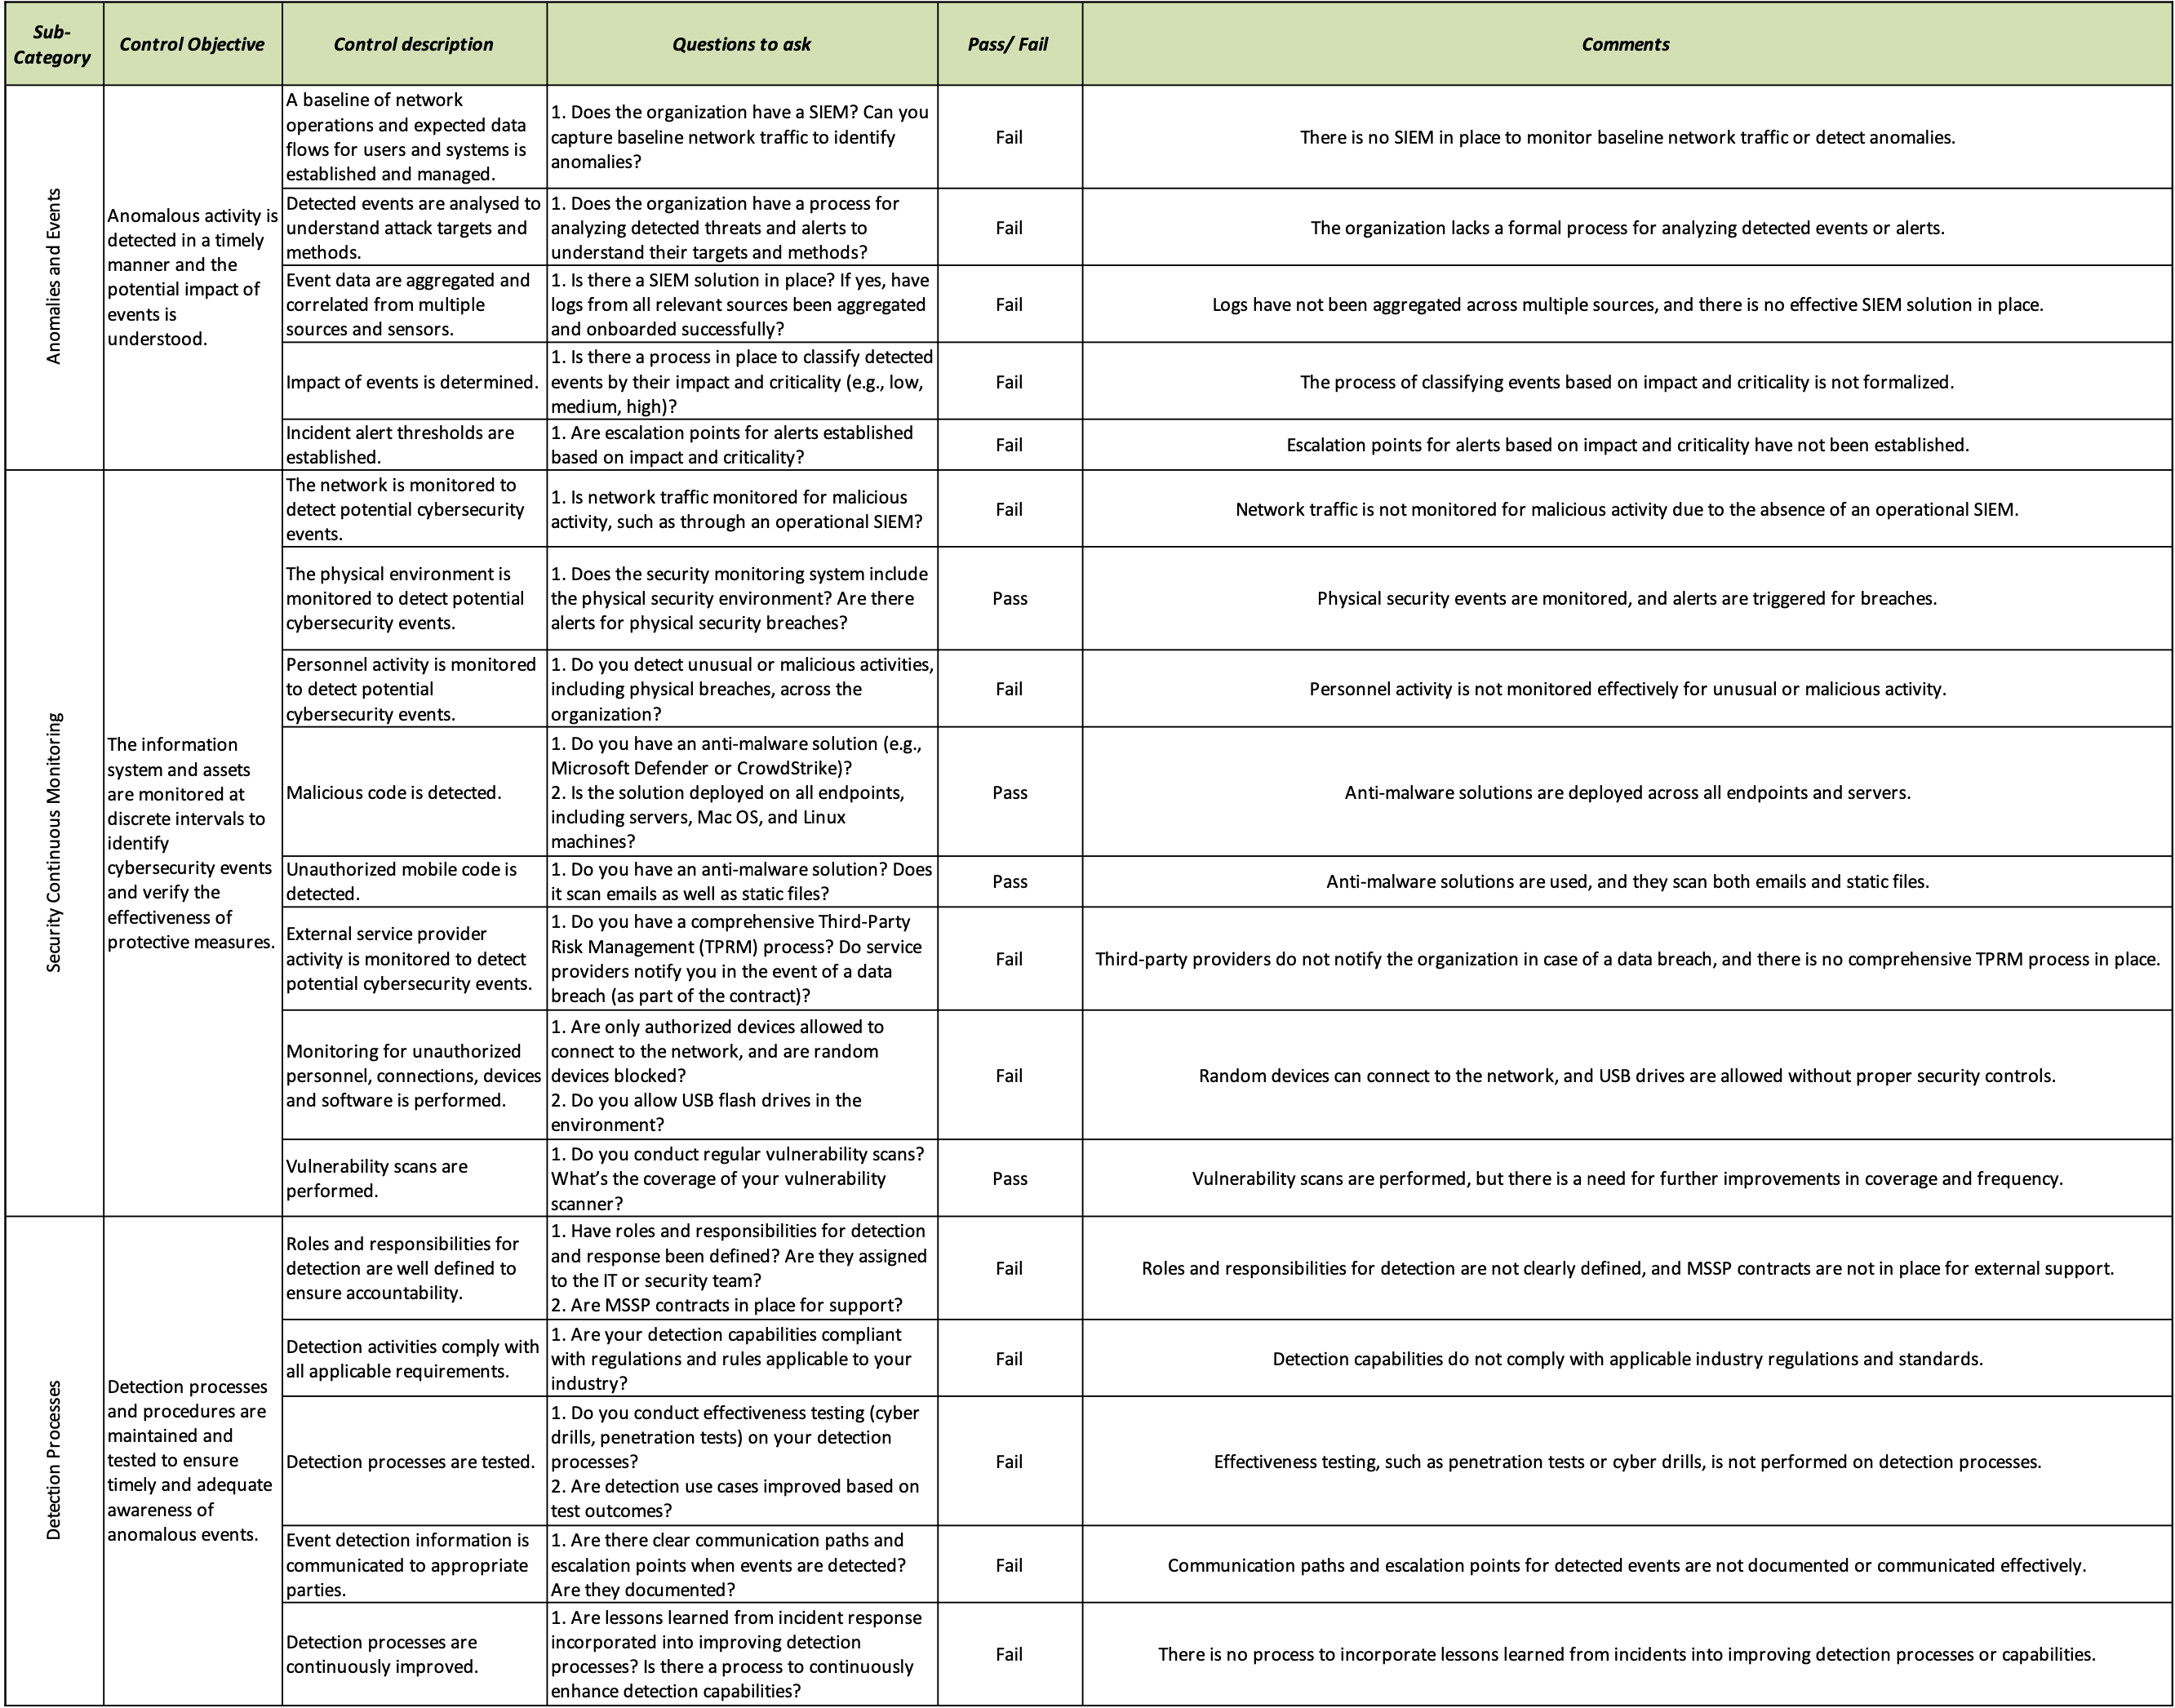 Sub-
Category
Control Objective
Control description
Questions to ask
Pass/ Fail
Comments
Anomalies and Events
Anomalous activity is
detected in a timely
manner and the
potential impact of
events is
understood.
A baseline of network
operations and expected data
flows for users and systems is
established and managed.
1. Does the organization have a SIEM? Can you
capture baseline network traffic to identify
anomalies?
Fail
There is no SIEM in place to monitor baseline network traffic or detect anomalies.
Detected events are analysed to
understand attack targets and
methods.
1. Does the organization have a process for
analyzing detected threats and alerts to
understand their targets and methods?
Fail
The organization lacks a formal process for analyzing detected events or alerts.
Event data are aggregated and
correlated from multiple
sources and sensors.
1. Is there a SIEM solution in place? If yes, have
logs from all relevant sources been aggregated
and onboarded successfully?
Fail
Logs have not been aggregated across multiple sources, and there is no effective SIEM solution in place.
Impact of events is determined.
1. Is there a process in place to classify detected
events by their impact and criticality (e.g., low,
medium, high)?
Fail
The process of classifying events based on impact and criticality is not formalized.
Incident alert thresholds are
established.
1. Are escalation points for alerts established
based on impact and criticality?
Fail
Escalation points for alerts based on impact and criticality have not been established.
Security Continuous Monitoring
The information
system and assets
are monitored at
discrete intervals to
identify
cybersecurity events
and verify the
effectiveness of
protective measures.
The network is monitored to
detect potential cybersecurity
events.
1. Is network traffic monitored for malicious
activity, such as through an operational SIEM?
Fail
Network traffic is not monitored for malicious activity due to the absence of an operational SIEM.
The physical environment is
monitored to detect potential
cybersecurity events.
1. Does the security monitoring system include
the physical security environment? Are there
alerts for physical security breaches?
Pass
Physical security events are monitored, and alerts are triggered for breaches.
Personnel activity is monitored
to detect potential
cybersecurity events.
1. Do you detect unusual or malicious activities,
including physical breaches, across the
organization?
Fail
Personnel activity is not monitored effectively for unusual or malicious activity.
Malicious code is detected.
1. Do you have an anti-malware solution (e.g.,
Microsoft Defender or CrowdStrike)?
2. Is the solution deployed on all endpoints,
including servers, Mac OS, and Linux
machines?
Pass
Anti-malware solutions are deployed across all endpoints and servers.
Unauthorized mobile code is
detected.
1. Do you have an anti-malware solution? Does
it scan emails as well as static files?
Pass
Anti-malware solutions are used, and they scan both emails and static files.
External service provider
activity is monitored to detect
potential cybersecurity events.
1. Do you have a comprehensive Third-Party
Risk Management (TPRM) process? Do service
providers notify you in the event of a data
breach (as part of the contract)?
Fail
Third-party providers do not notify the organization in case of a data breach, and there is no comprehensive TPRM process in place.
Monitoring for unauthorized
personnel, connections, devices
and software is performed.
1. Are only authorized devices allowed to
connect to the network, and are random
devices blocked?
2. Do you allow USB flash drives in the
environment?
Fail
Random devices can connect to the network, and USB drives are allowed without proper security controls.
Vulnerability scans are
performed.
1. Do you conduct regular vulnerability scans?
What's the coverage of your vulnerability
scanner?
Pass
Vulnerability scans are performed, but there is a need for further improvements in coverage and frequency.
Detection Processes
Detection processes
and procedures are
maintained and
tested to ensure
timely and adequate
awareness of
anomalous events.
Roles and responsibilities for
detection are well defined to
ensure accountability.
1. Have roles and responsibilities for detection
and response been defined? Are they assigned
to the IT or security team?
2. Are MSSP contracts in place for support?
Fail
Roles and responsibilities for detection are not clearly defined, and MSSP contracts are not in place for external support.
Detection activities comply with
all applicable requirements.
1. Are your detection capabilities compliant
with regulations and rules applicable to your
industry?
Fail
Detection capabilities do not comply with applicable industry regulations and standards.
Detection processes are tested.
1. Do you conduct effectiveness testing (cyber
drills, penetration tests) on your detection
processes?
2. Are detection use cases improved based on
test outcomes?
Fail
Effectiveness testing, such as penetration tests or cyber drills, is not performed on detection processes.
Event detection information is
communicated to appropriate
parties.
1. Are there clear communication paths and
escalation points when events are detected?
Are they documented?
Fail
Communication paths and escalation points for detected events are not documented or communicated effectively.
Detection processes are
continuously improved.
1. Are lessons learned from incident response
incorporated into improving detection
processes? Is there a process to continuously
enhance detection capabilities?
Fail
There is no process to incorporate lessons learned from incidents into improving detection processes or capabilities.